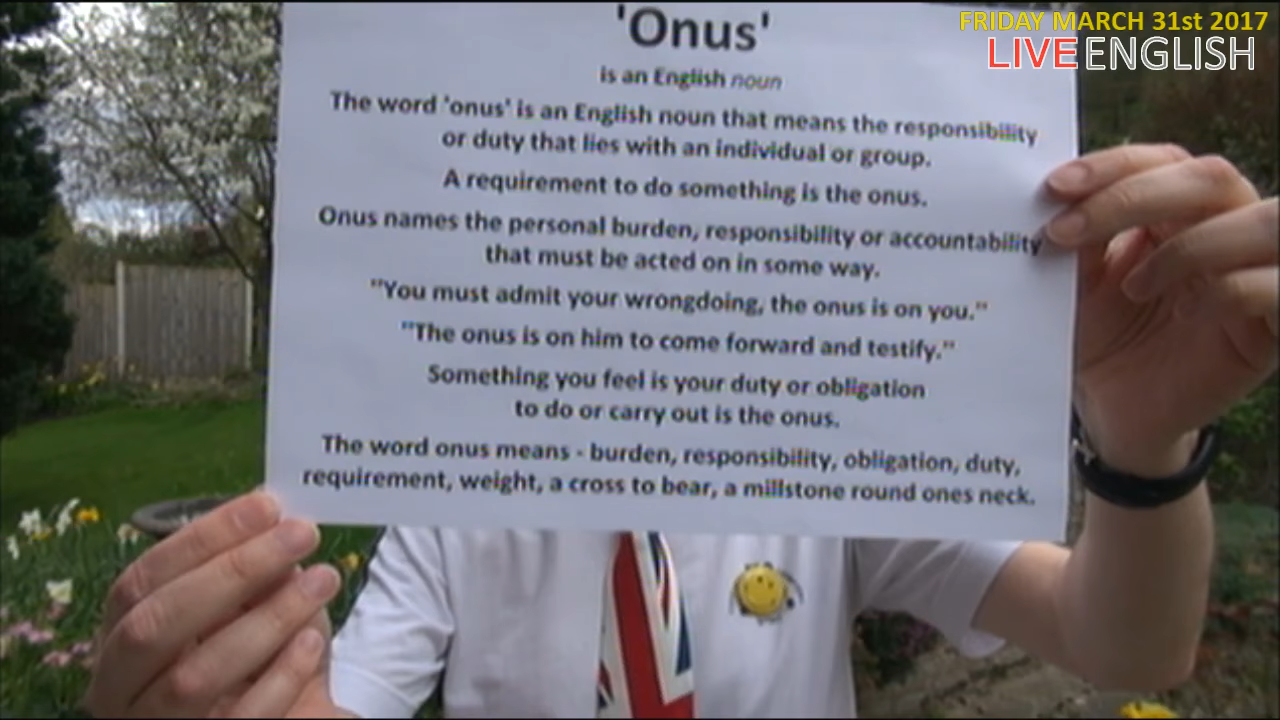 FRIDAY MARCH 31st 2017
LIVE ENGLISH
'Onus'
is an English noun
The word 'onus' is an English noun that means the responsibility
or duty that lies with an individual or group.
A requirement to do something is the onus.
Onus names the personal burden, responsibility or accountability
that must be acted on in some way.
"You must admit your wrongdoing, the onus is on you."
"The onus is on him to come forward and testify."
Something you feel is your duty or obligation
to do or carry out is the onus.
The word onus means - burden, responsibility, obligation, duty,
requirement, weight, a cross to bear, a millstone round ones neck.